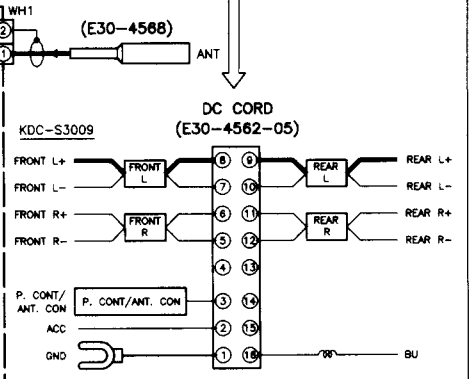 WH1
2
(E30-4568)
1
ANT
DC CORD
KDC-S3009
(E30-4562-05)
FRONT L+
FRONT L
8 9
REAR L
REAR L+
FRONT L-
7 10
REAR L-
FRONT R+
FRONT R
6 11
REAR R
REAR R+
FRONT R-
5 12
REAR R-
4 13
P. CONT/
ANT. CON
P. CONT/ANT. CON
3 14
ACC
2 15
GND
1 16
BU